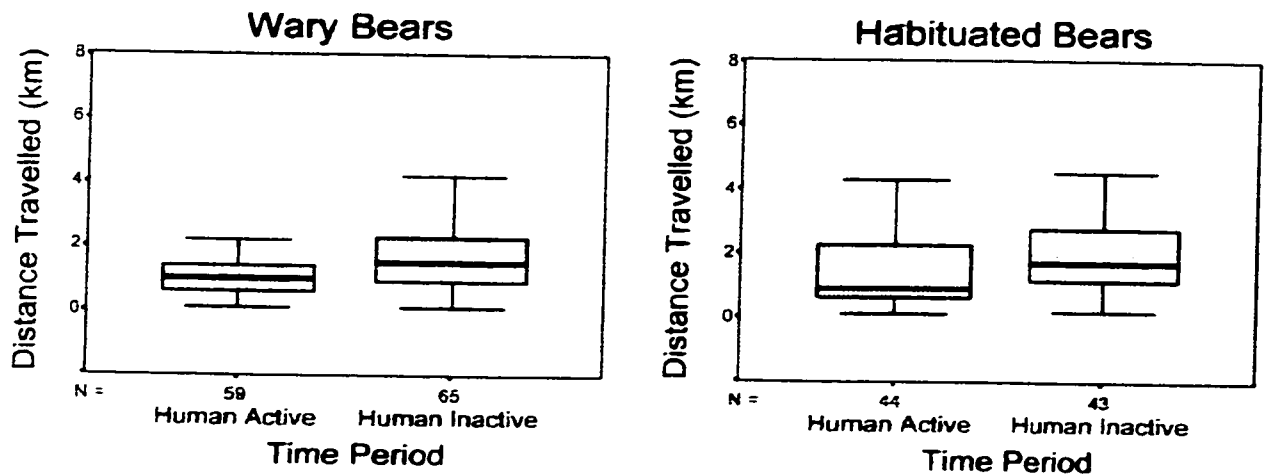 Wary Bears
Distance Travelled (km)
8
6
4
2
0
N =
59
65
Human Active
Human Inactive
Time Period
Habituated Bears
Distance Travelled (km)
8
6
4
2
0
N =
44
43
Human Active
Human Inactive
Time Period